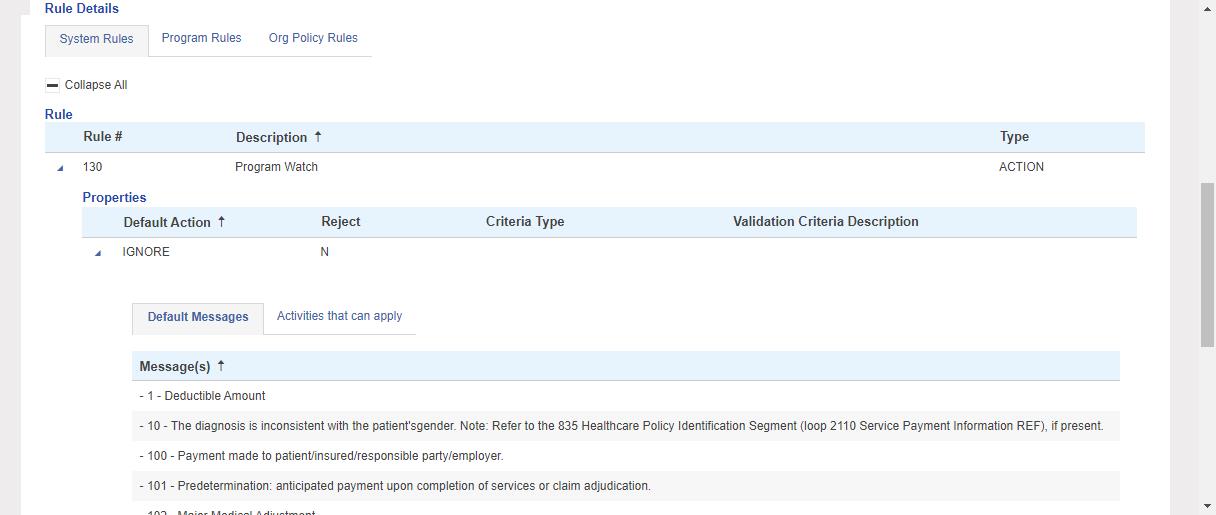 Rule Details
System Rules Program Rules Org Policy Rules
Collapse All
Rule
Rule # Description ↑ Type
130 Program Watch ACTION
Properties
Default Action ↑ Reject Criteria Type Validation Criteria Description
IGNORE N
Default Messages Activities that can apply
Message(s) ↑
- 1 - Deductible Amount
- 10 - The diagnosis is inconsistent with the patient'sgender. Note: Refer to the 835 Healthcare Policy Identification Segment (loop 2110 Service Payment Information REF), if present.
- 100 - Payment made to patient/insured/responsible party/employer.
- 101 - Predetermination: anticipated payment upon completion of services or claim adjudication.
- 102 - Major Medical Adjustment